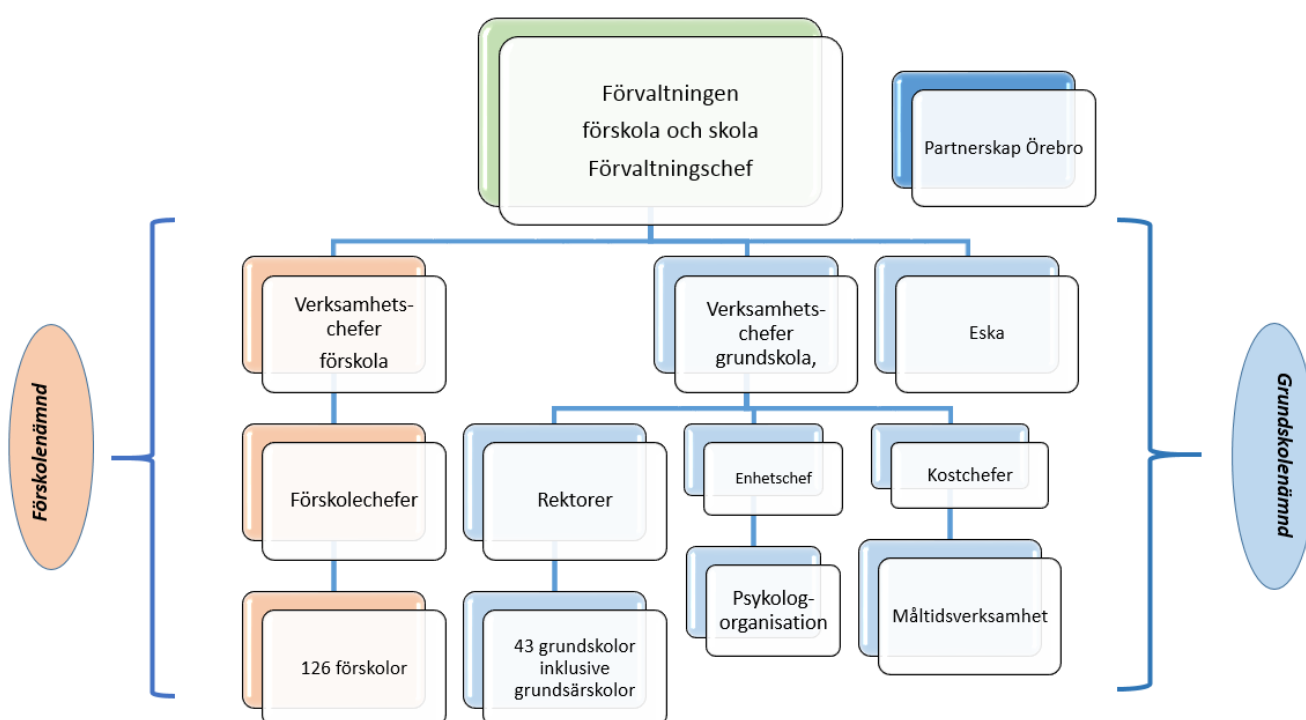 Förvaltningen
förskola och skola
Förvaltningschef
Partnerskap Örebro
Verksamhets-
chefer
förskola
Verksamhets-
chefer
grundskola,
Eska
Förskolenämnd
Grundskolenämnd
Förskolechefer
Rektorer
Enhetschef
Kostchefer
126 förskolor
43 grundskolor
inklusive
grundsärskolor
Psykolog-
organisation
Måltidsverksamhet